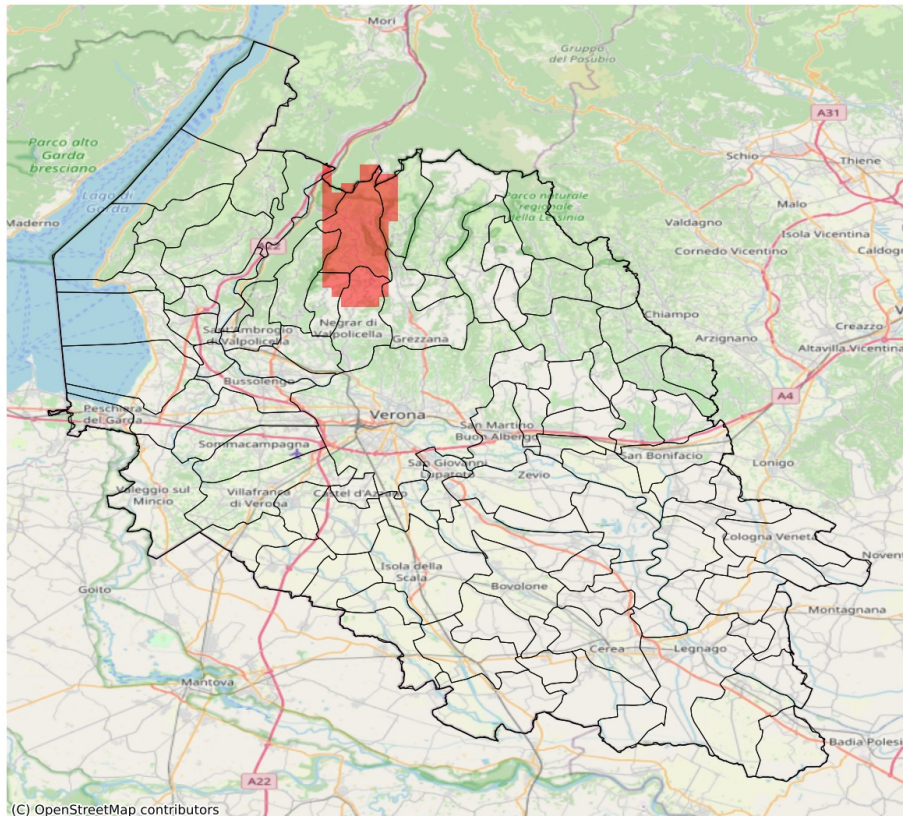 Mori
Gruppo
del Pasubio
A31
Parco alto
Garda
bresciano
Schio
Thiene
Lago di
Garda
Parco naturale
regionale
della Lessinia
Malo
Maderno
Valdagno
Isola Vicentina
A22
Cornedo Vicentino
Caldogno
Chiampo
Sant'Ambrogio
di Valpolicella
Negrar di
Valpolicella
Grezzana
Arzignano
Creazzo
Altavilla Vicentina
Bussolengo
A4
Peschiera
del Garda
Verona
Sommacampagna
San Martino
Buon Albergo
San Bonifacio
Lonigo
San Giovanni
Lupatoto
Zevio
Valeggio sul
Mincio
Villafranca
di Verona
Castel d'Azzano
Cologna Veneta
Isola della
Scala
Bovolone
Goito
Montagnana
Cerea
Legnago
Mantova
Badia Polesi
A22
(C) OpenStreetMap contributors